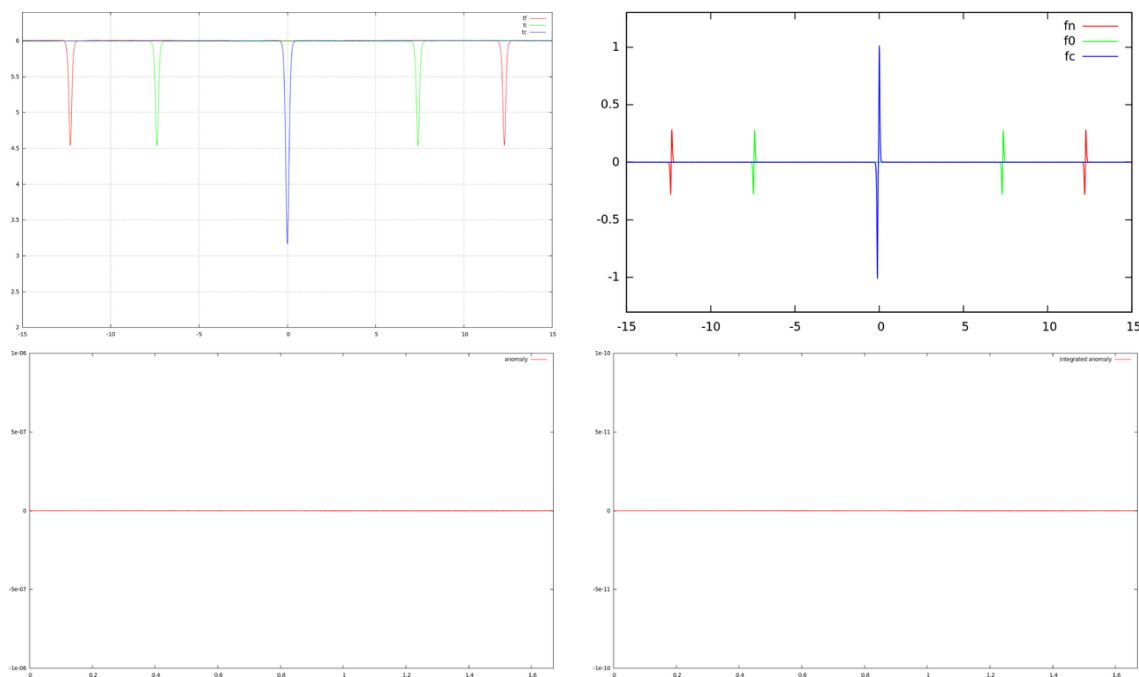 tf
ti
tc
6
5.5
5
4.5
4
3.5
3
2.5
2
-15 -10 -5 0 5 10 15
fn
f0
fc
1
0.5
0
-0.5
-1
-15 -10 -5 0 5 10 15
anomaly
1e-06
5e-07
0
-5e-07
-1e-06
0 0.2 0.4 0.6 0.8 1 1.2 1.4 1.6
integrated anomaly
1e-10
5e-11
0
-5e-11
-1e-10
0 0.2 0.4 0.6 0.8 1 1.2 1.4 1.6